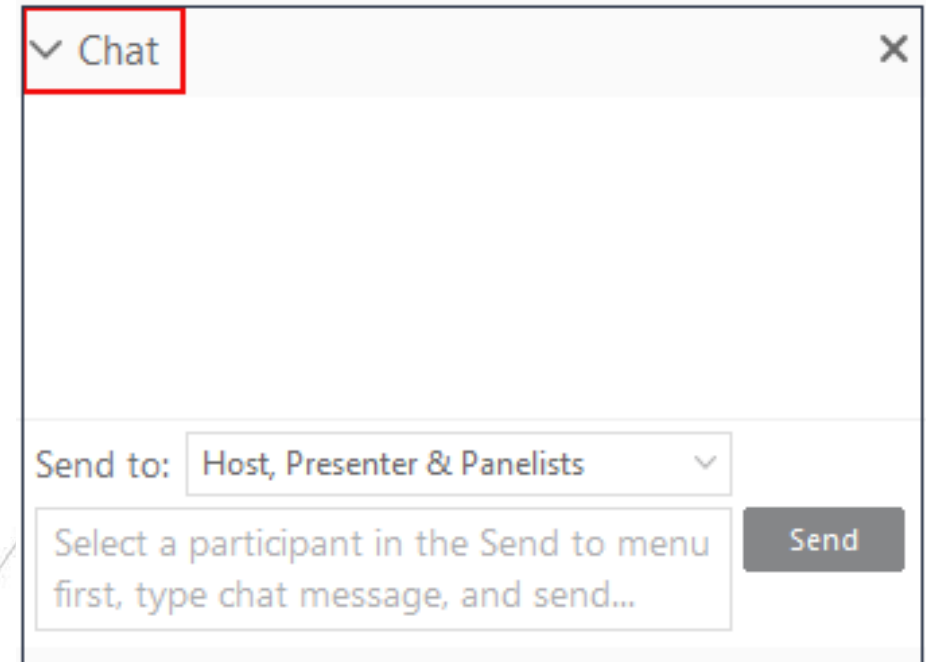 Chat
Send to: Host, Presenter & Panelists
Select a participant in the Send to menu
first, type chat message, and send...
Send